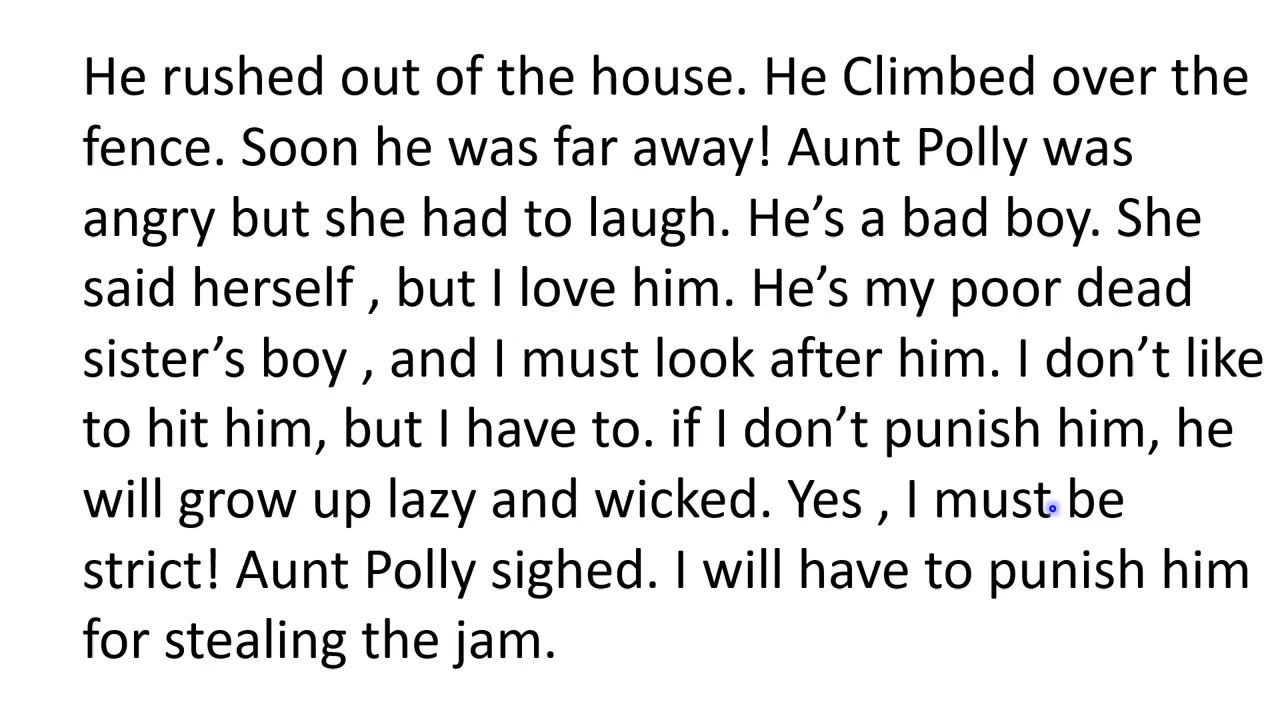 He rushed out of the house. He Climbed over the
fence. Soon he was far away! Aunt Polly was
angry but she had to laugh. He’s a bad boy. She
said herself , but I love him. He’s my poor dead
sister’s boy , and I must look after him. I don’t like
to hit him, but I have to. if I don’t punish him, he
will grow up lazy and wicked. Yes , I must be
strict! Aunt Polly sighed. I will have to punish him
for stealing the jam.